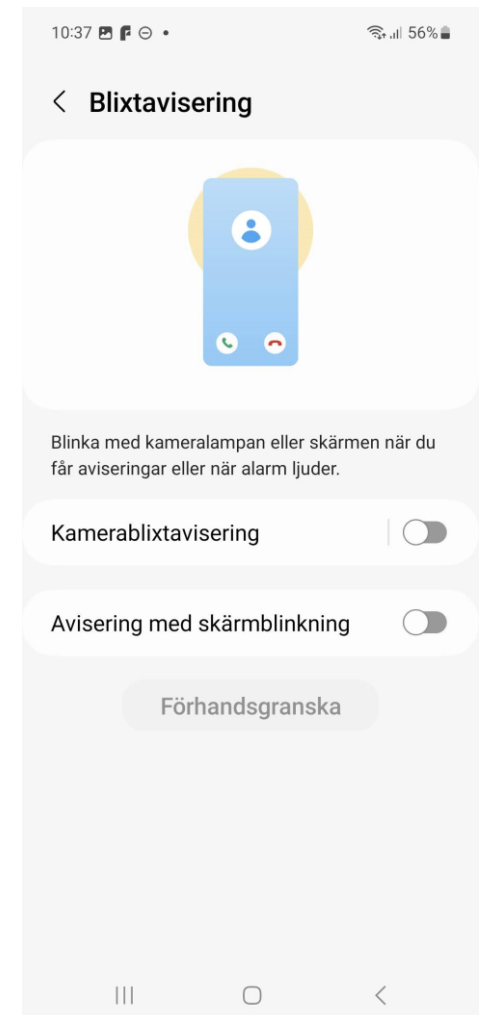 10:37 56%
Blixtavisering
Blinka med kameralampan eller skärmen när du
får aviseringar eller när alarm ljuder.
Kamerablixtavisering
Avisering med skärmblinkning
Förhandsgranska